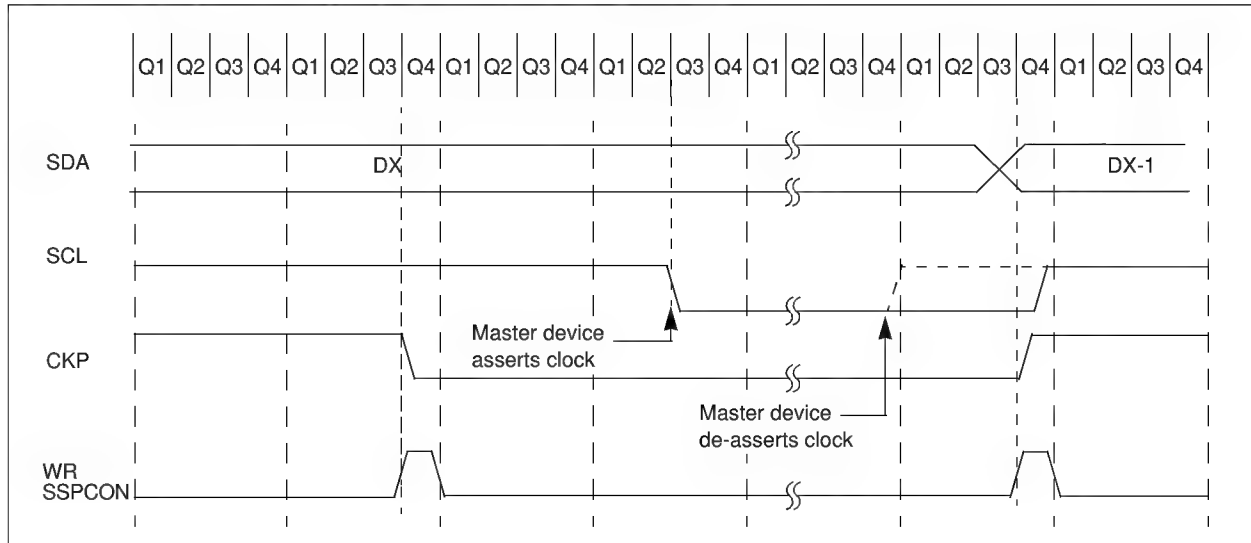 Q1 Q2 Q3 Q4 Q1 Q2 Q3 Q4 Q1 Q2 Q3 Q4 Q1 Q2 Q3 Q4 Q1 Q2 Q3 Q4 Q1 Q2 Q3 Q4 Q1 Q2 Q3 Q4
SDA DX DX-1
SCL
Master device
asserts clock
CKP
Master device
de-asserts clock
WR
SSPCON